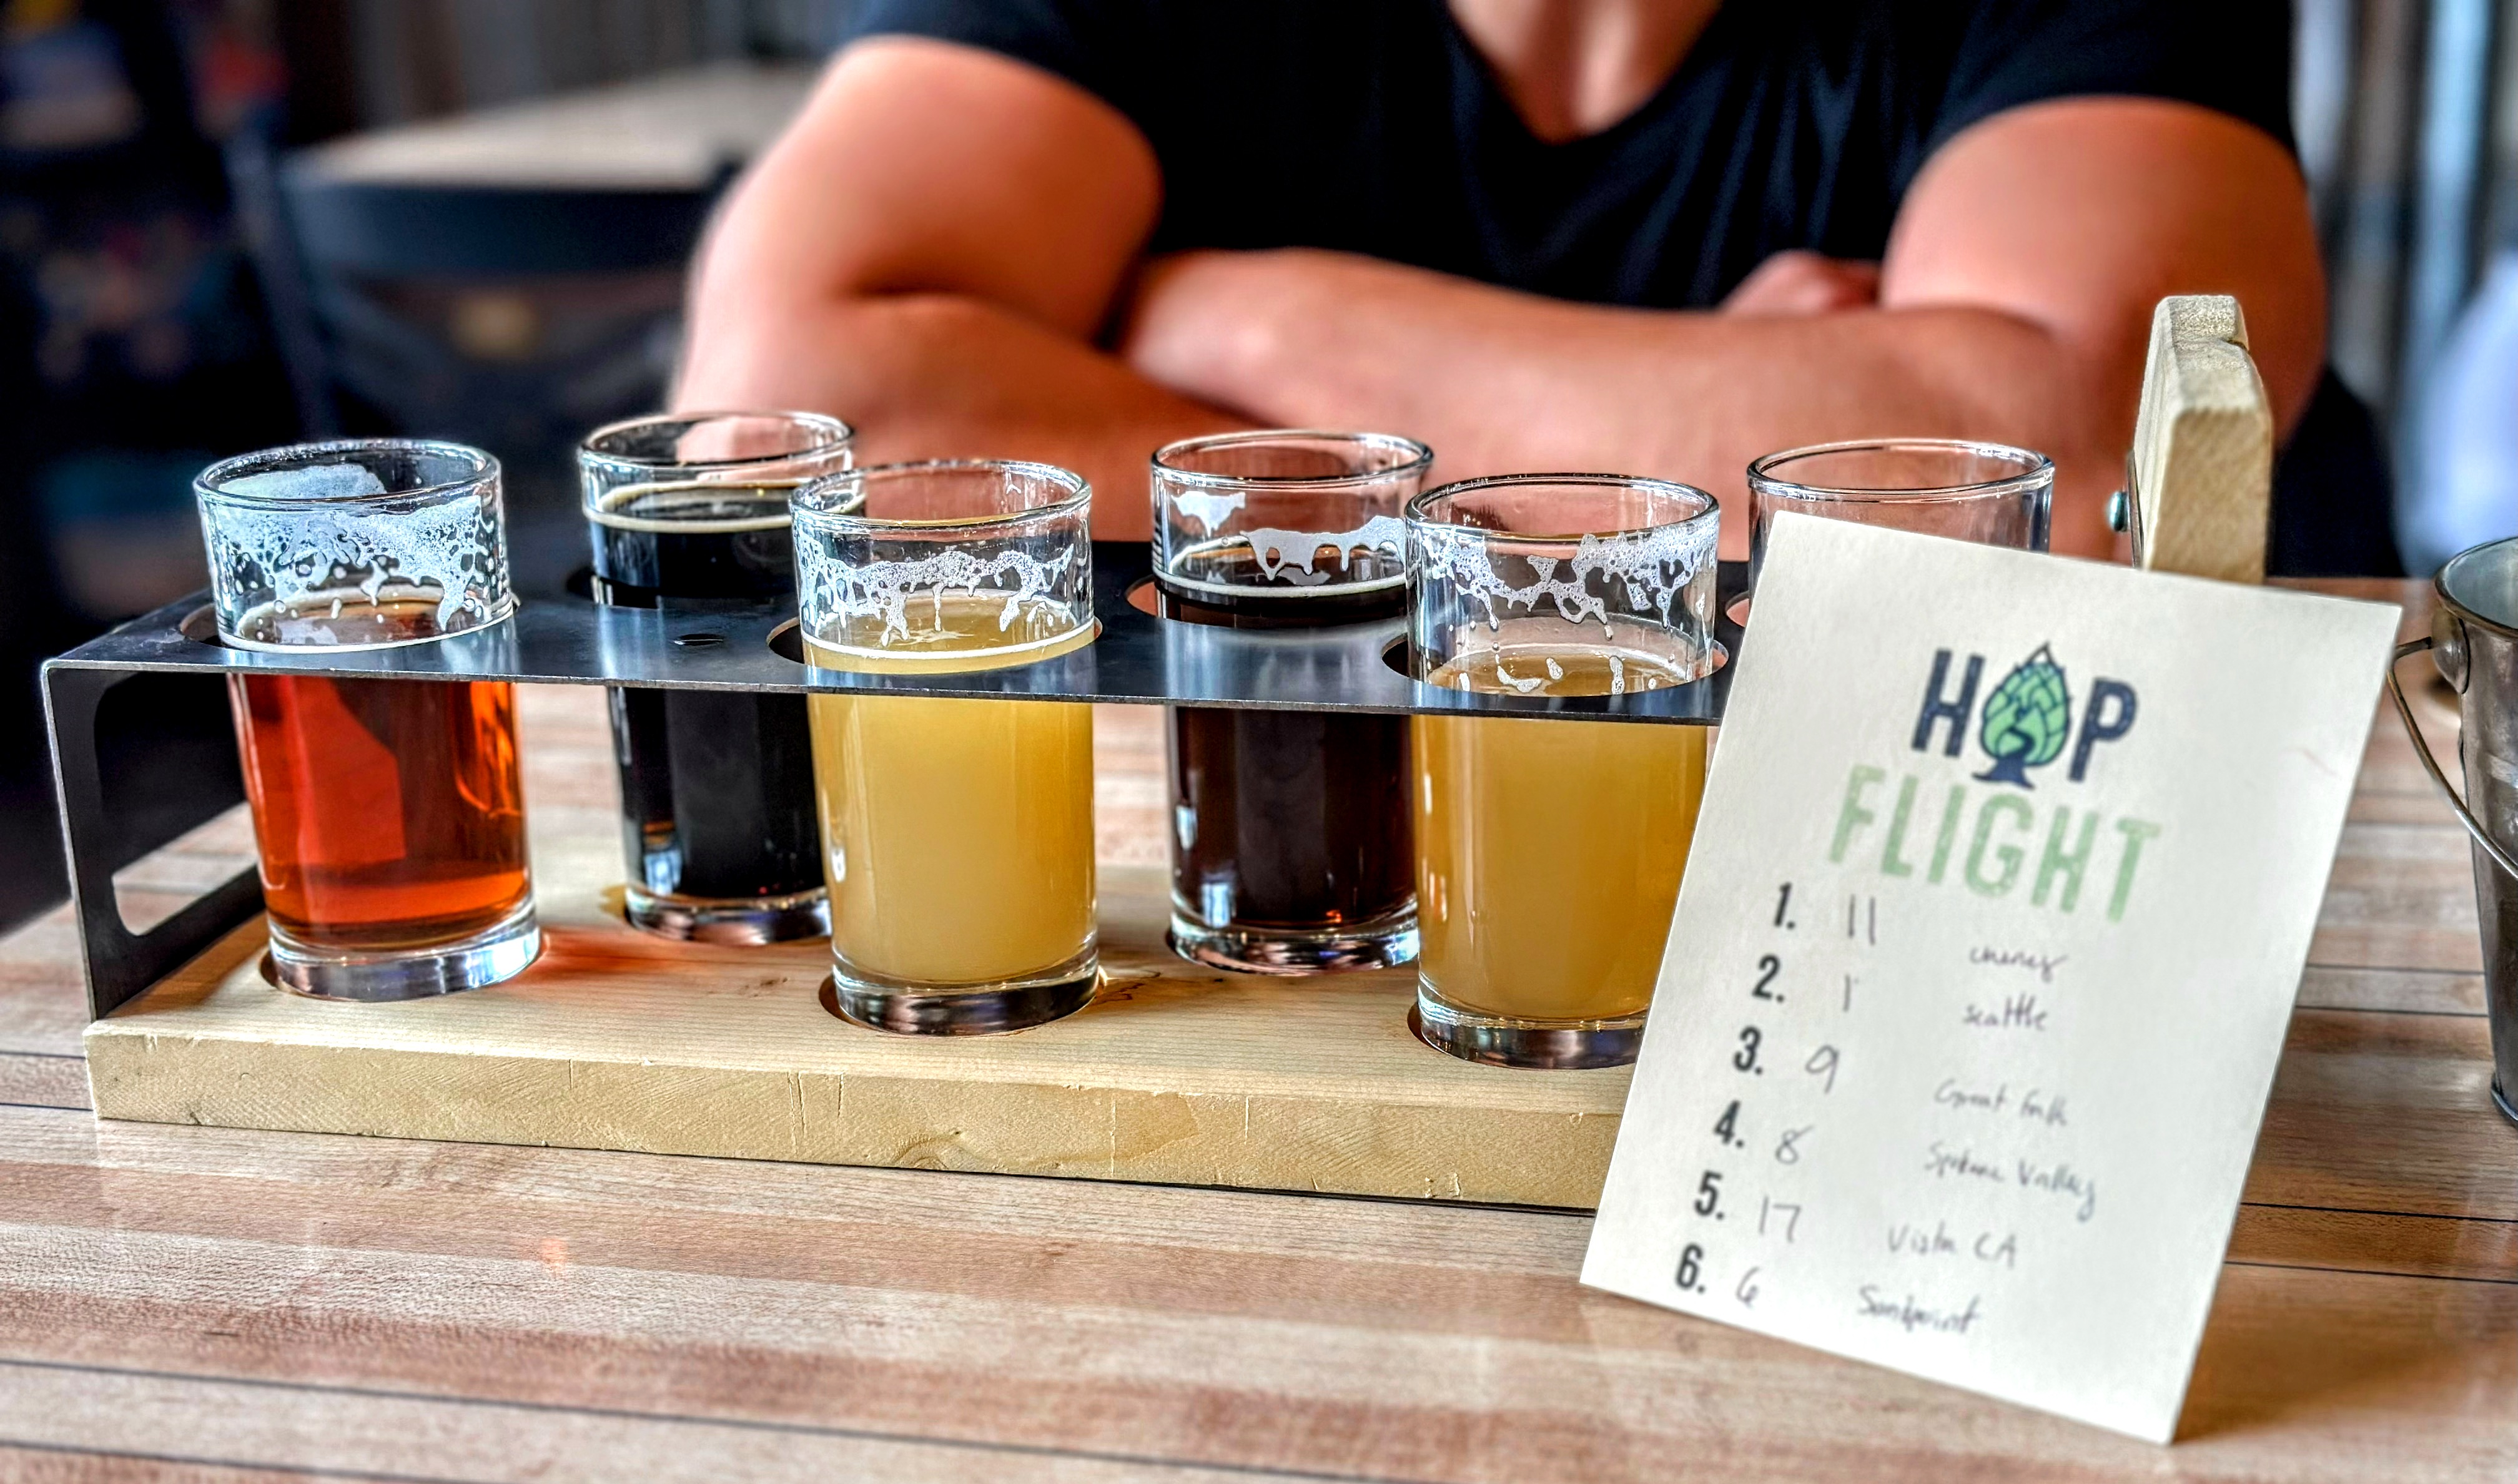 HOP
FLIGHT
1. 11 cheney
2. 1 seattle
3. 9 Great Falls
4. 8 Spokane Valley
5. 17 Vista CA
6. 6 Sandpoint